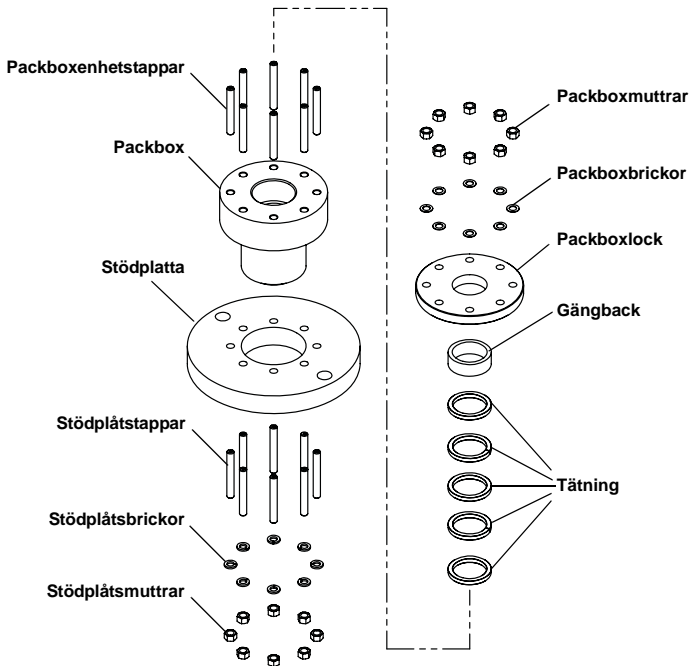 Packboxenhetstappar
Packbox
Stödplatta
Stödplåtstappar
Stödplåtsbrickor
Stödplåtsmuttrar
Packboxmuttrar
Packboxbrickor
Packboxlock
Gängback
Tätning